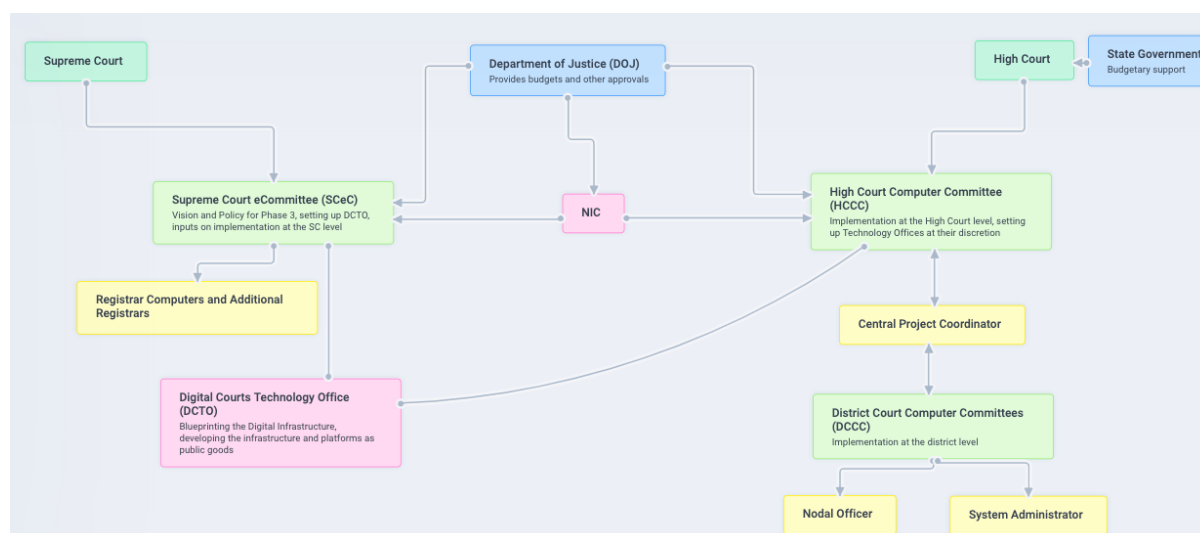 Supreme Court
Department of Justice (DOJ)
Provides budgets and other approvals
High Court
State Government
Budgetary support
Supreme Court eCommittee (SCeC)
Vision and Policy for Phase 3, setting up DCTO,
inputs on implementation at the SC level
NIC
High Court Computer Committee
(HCCC)
Implementation at the High Court level, setting
up Technology Offices at their discretion
Registrar Computers and Additional
Registrars
Central Project Coordinator
Digital Courts Technology Office
(DCTO)
Blueprinting the Digital Infrastructure,
developing the infrastructure and platforms as
public goods
District Court Computer Committees
(DCCC)
Implementation at the district level
Nodal Officer
System Administrator